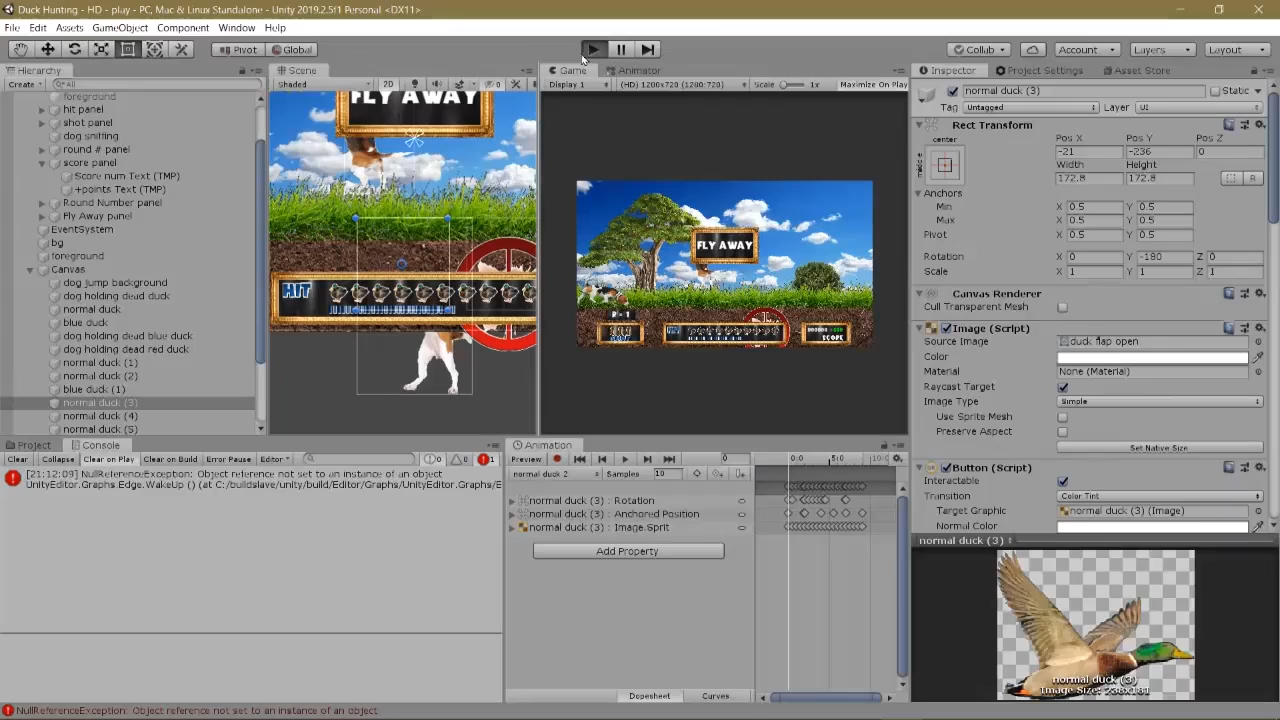 Duck Hunting - HD - play - PC, Mac & Linux Standalone - Unity 2019.2.5f1 Personal <DX11>
File Edit Assets GameObject Component Window Help
Pivot Global Collab Account Layers Layout
Hierarchy
Create All
foreground
hit panel
shot panel
dog sniffing
round # panel
score panel
Score num Text (TMP)
+points Text (TMP)
Round Number panel
Fly Away panel
EventSystem
bg
foreground
Canvas
dog jump background
dog holding dead duck
normal duck
blue duck
dog holding dead blue duck
dog holding dead red duck
normal duck (1)
normal duck (2)
blue duck (1)
normal duck (3)
normal duck (4)
normal duck (5)
Scene
Shaded 2D 0
FLY AWAY
HIT
Game Animator
Display 1 (HD) 1200x720 (1280:720) Scale 1x Maximize On Play
FLY AWAY
R = 1
HIT
SCORE
Inspector Project Settings Asset Store
normal duck (3) Static
Tag Untagged Layer UI
Rect Transform
center Pos X Pos Y Pos Z
middle -21 -236 0
Width Height
172.8 172.8 R
Anchors
Min X 0.5 Y 0.5
Max X 0.5 Y 0.5
Pivot X 0.5 Y 0.5
Rotation X 0 Y -180 Z 0
Scale X 1 Y 1 Z 1
Canvas Renderer
Cull Transparent Mesh
Image (Script)
Source Image duck flap open
Color
Material None (Material)
Raycast Target
Image Type Simple
Use Sprite Mesh
Preserve Aspect
Set Native Size
Button (Script)
Interactable
Transition Color Tint
Target Graphic normal duck (3) (Image)
Normal Color
normal duck (3)
normal duck (3)
Image Size: 238x181
Project Console
Clear Collapse Clear on Play Clear on Build Error Pause Editor 0 0 1
[21:12:09] NullReferenceException: Object reference not set to an instance of an object
UnityEditor.Graphs.Edge.WakeUp () (at C:/buildslave/unity/build/Editor/Graphs/UnityEditor.Graphs/E
Animation
Preview 0 0:0 5:0 10:0
normal duck 2 Samples 10
normal duck (3) : Rotation
normal duck (3) : Anchored Position
normal duck (3) : Image.Sprit
Add Property
Dopesheet Curves
NullReferenceException: Object reference not set to an instance of an object